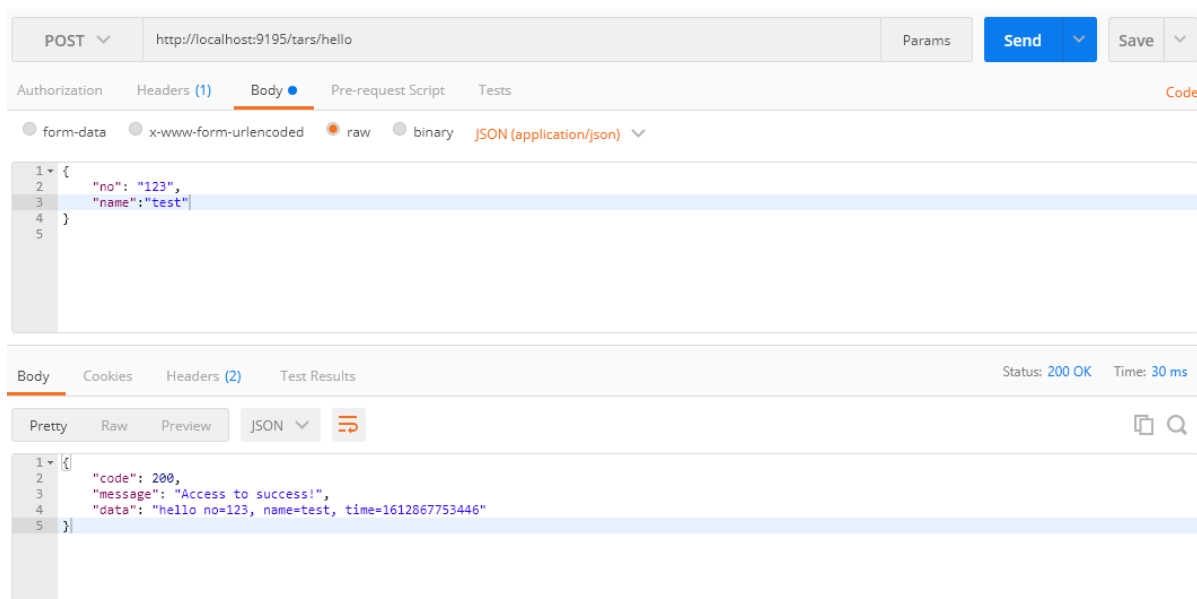 POST http://localhost:9195/tars/hello Params Send Save
Authorization Headers (1) Body Pre-request Script Tests Code
form-data x-www-form-urlencoded raw binary JSON (application/json)
1 {
2 "no": "123",
3 "name":"test"
4 }
5
Body Cookies Headers (2) Test Results Status: 200 OK Time: 30 ms
Pretty Raw Preview JSON
1 {
2 "code": 200,
3 "message": "Access to success!",
4 "data": "hello no=123, name=test, time=1612867753446"
5 }